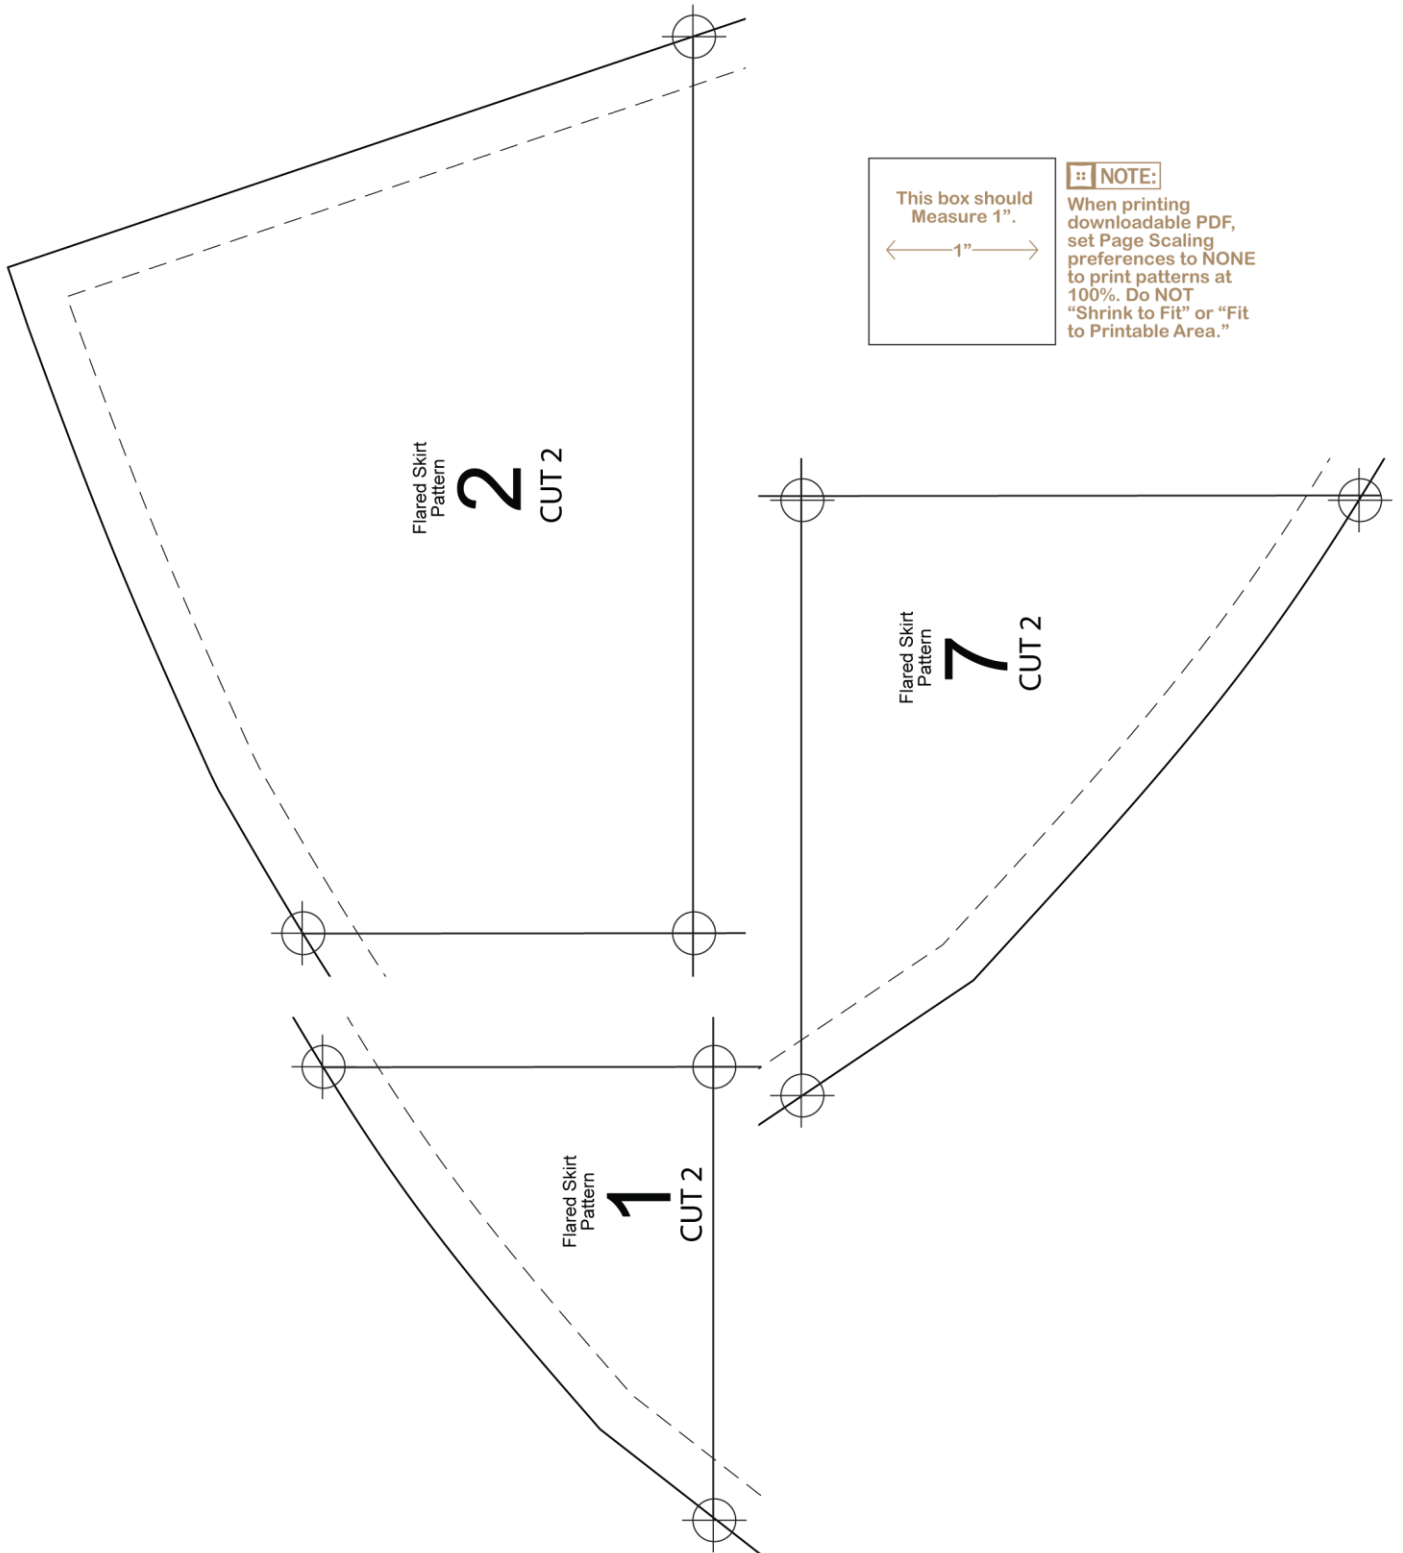 This box should
Measure 1”.
1”
NOTE:
When printing
downloadable PDF,
set Page Scaling
preferences to NONE
to print patterns at
100%. Do NOT
“Shrink to Fit” or “Fit
to Printable Area.”
Flared Skirt
Pattern
2
CUT 2
Flared Skirt
Pattern
7
CUT 2
Flared Skirt
Pattern
1
CUT 2